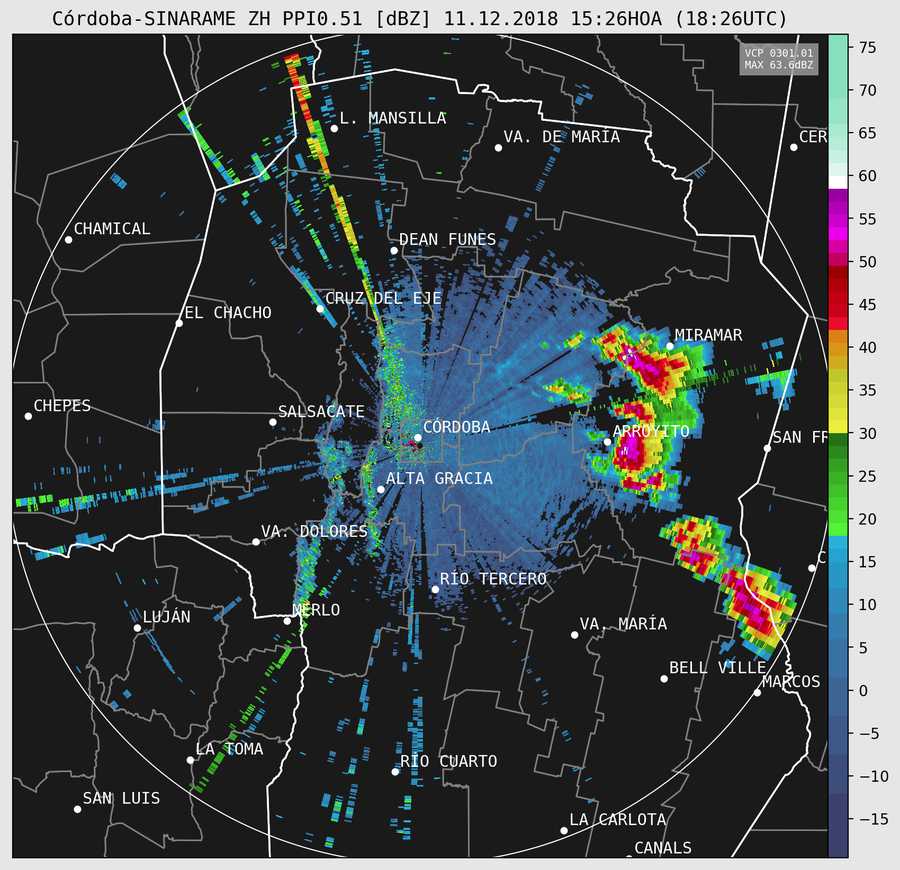 Córdoba-SINARAME ZH PPI0.51 [dBZ] 11.12.2018 15:26HOA (18:26UTC)
VCP 0301.01
MAX 63.6dBZ
L. MANSILLA
VA. DE MARÍA
CER
CHAMICAL
DEAN FUNES
CRUZ DEL EJE
EL CHACHO
MIRAMAR
CHEPES
SALSACATE
CÓRDOBA
ARROYITO
SAN FR
ALTA GRACIA
VA. DOLORES
C
RÍO TERCERO
MERLO
LUJÁN
VA. MARÍA
BELL VILLE
MARCOS
LA TOMA
RÍO CUARTO
SAN LUIS
LA CARLOTA
CANALS
75
70
65
60
55
50
45
40
35
30
25
20
15
10
5
0
−5
−10
−15